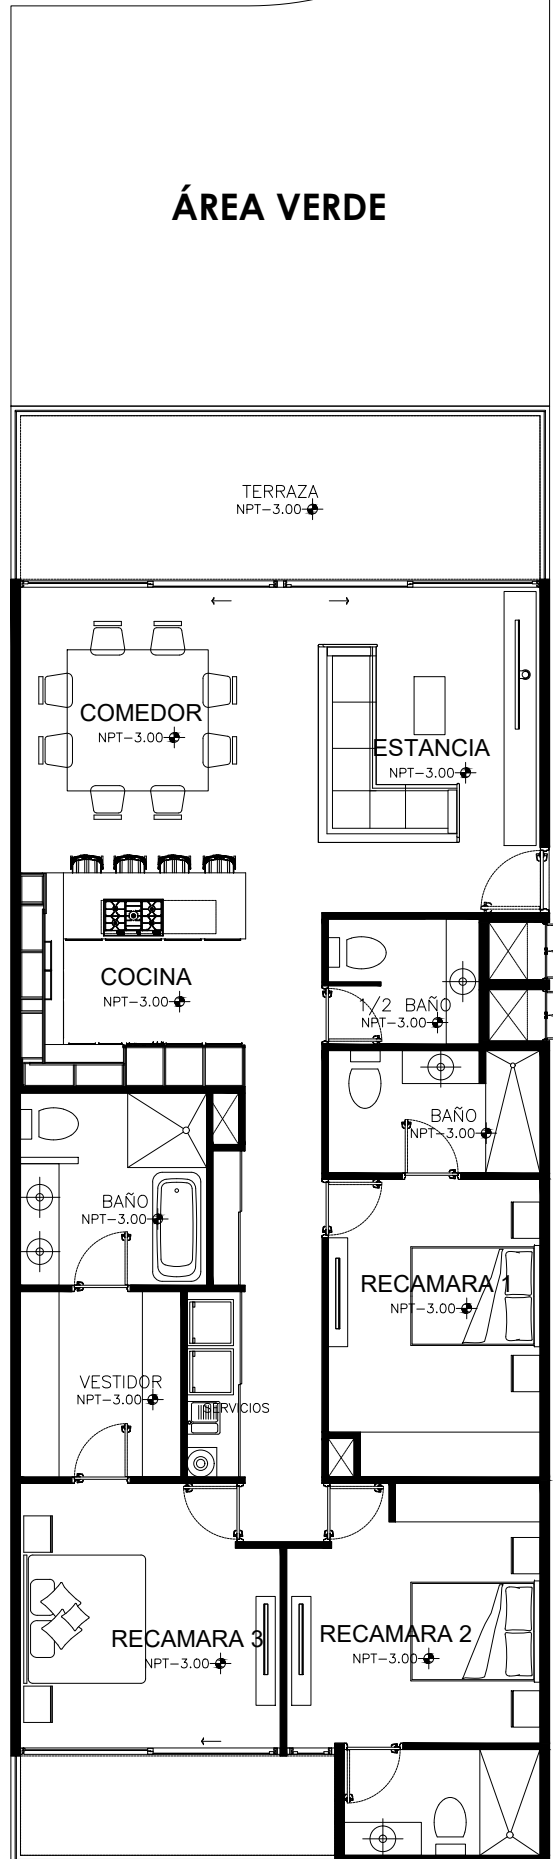 ÁREA VERDE
TERRAZA
NPT-3.00
COMEDOR
NPT-3.00
ESTANCIA
NPT-3.00
COCINA
NPT-3.00
1/2 BAÑO
NPT-3.00
BAÑO
NPT-3.00
BAÑO
NPT-3.00
RECAMARA 1
NPT-3.00
VESTIDOR
NPT-3.00
SERVICIOS
RECAMARA 3
NPT-3.00
RECAMARA 2
NPT-3.00